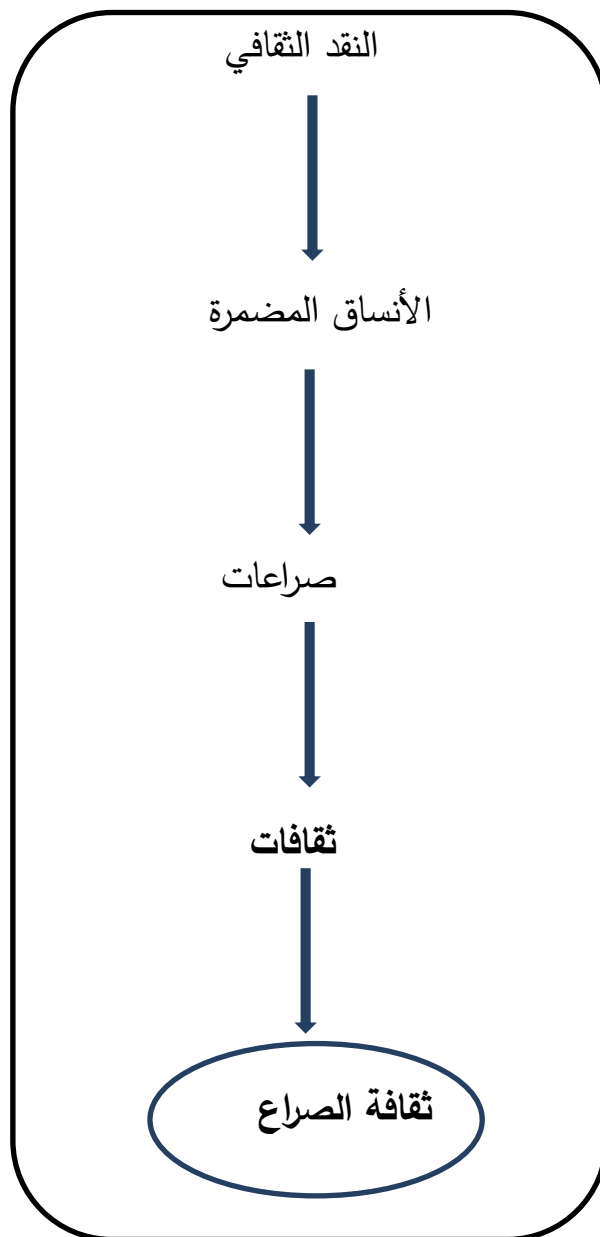 النقد الثقافي
الأنساق المضمرة
صراعات
ثقافات
ثقافة الصراع